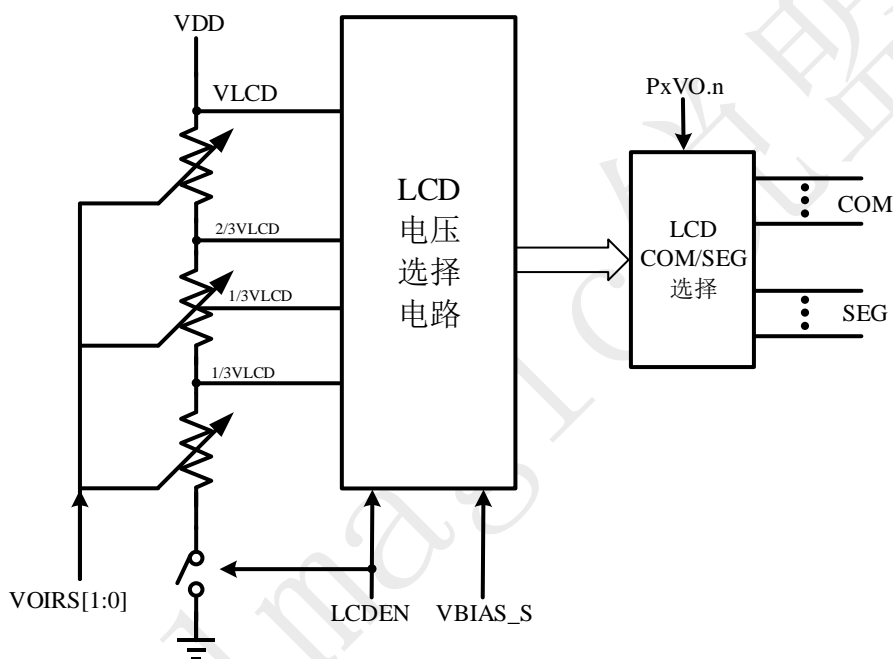 VDD
VLCD
2/3VLCD
1/3VLCD
1/3VLCD
VOIRS[1:0]
LCD
电压
选择
电路
LCDEN
VBIAS_S
PxVO.n
LCD
COM/SEG
选择
COM
SEG